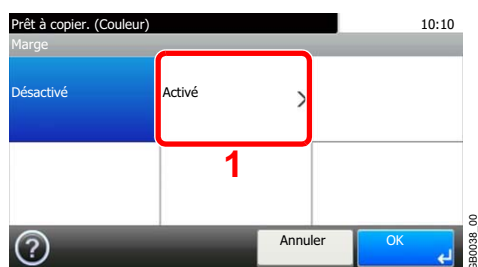 Prêt à copier. (Couleur) 10:10
Marge
Désactivé Activé
1
?
Annuler OK
GB0038_00